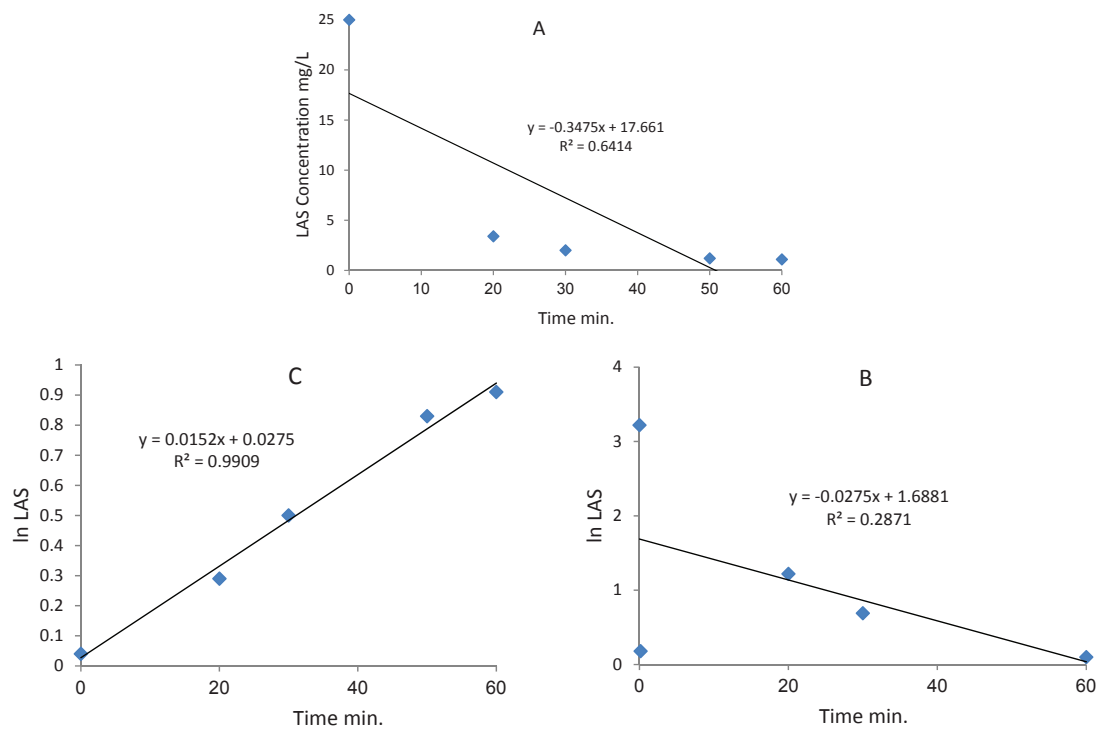 A
LAS Concentration mg/L
25
20
15
10
5
0
y = -0.3475x + 17.661
R² = 0.6414
0 10 20 30 40 50 60
Time min.
C
ln LAS
1
0.9
0.8
0.7
0.6
0.5
0.4
0.3
0.2
0.1
0
y = 0.0152x + 0.0275
R² = 0.9909
0 20 40 60
Time min.
B
ln LAS
4
3
2
1
0
y = -0.0275x + 1.6881
R² = 0.2871
0 20 40 60
Time min.